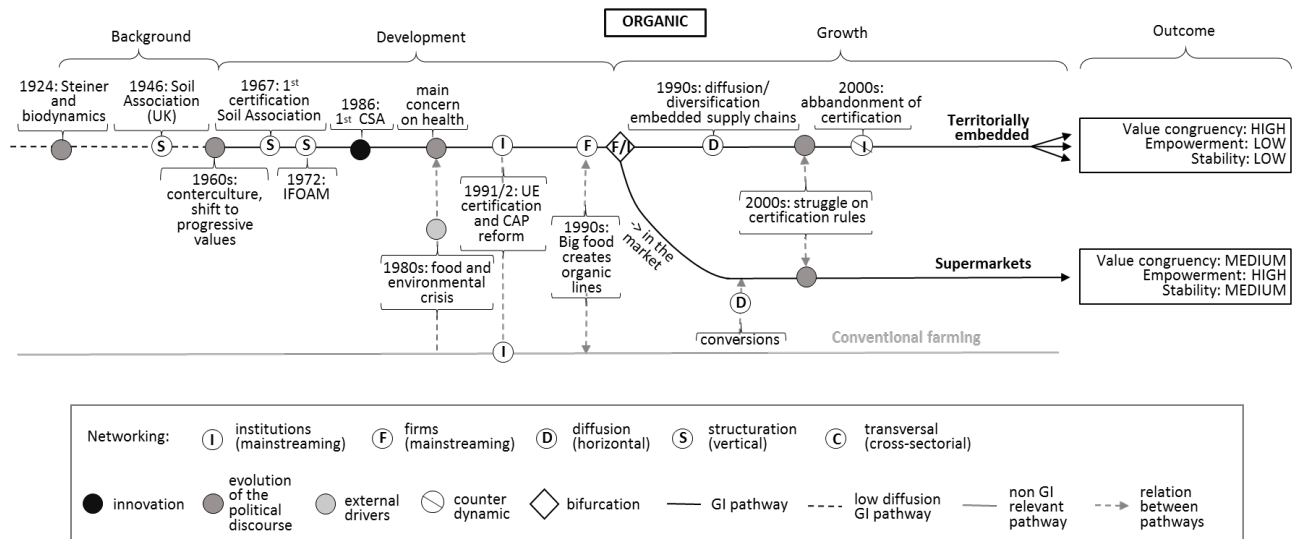 ORGANIC
Background
Development
Growth
Outcome
1924: Steiner
and
biodynamics
1946: Soil
Association
(UK)
1967: 1st
certification
Soil Association
1986:
1st CSA
main
concern
on health
1990s: diffusion/
diversification
embedded supply chains
2000s:
abbandonment of
certification
Territorially
embedded
Value congruency: HIGH
Empowerment: LOW
Stability: LOW
S
S
S
I
F
F/I
D
I
1960s:
conterculture,
shift to
progressive
values
1972:
IFOAM
1991/2: UE
certification
and CAP
reform
1990s:
Big food
creates
organic
lines
-> in the
market
2000s: struggle on
certification rules
1980s: food and
environmental
crisis
Supermarkets
Value congruency: MEDIUM
Empowerment: HIGH
Stability: MEDIUM
D
conversions
Conventional farming
I
Networking:
I
institutions
(mainstreaming)
F
firms
(mainstreaming)
D
diffusion
(horizontal)
S
structuration
(vertical)
C
transversal
(cross-sectorial)
innovation
evolution
of the
political
discourse
external
drivers
counter
dynamic
bifurcation
GI pathway
low diffusion
GI pathway
non GI
relevant
pathway
relation
between
pathways